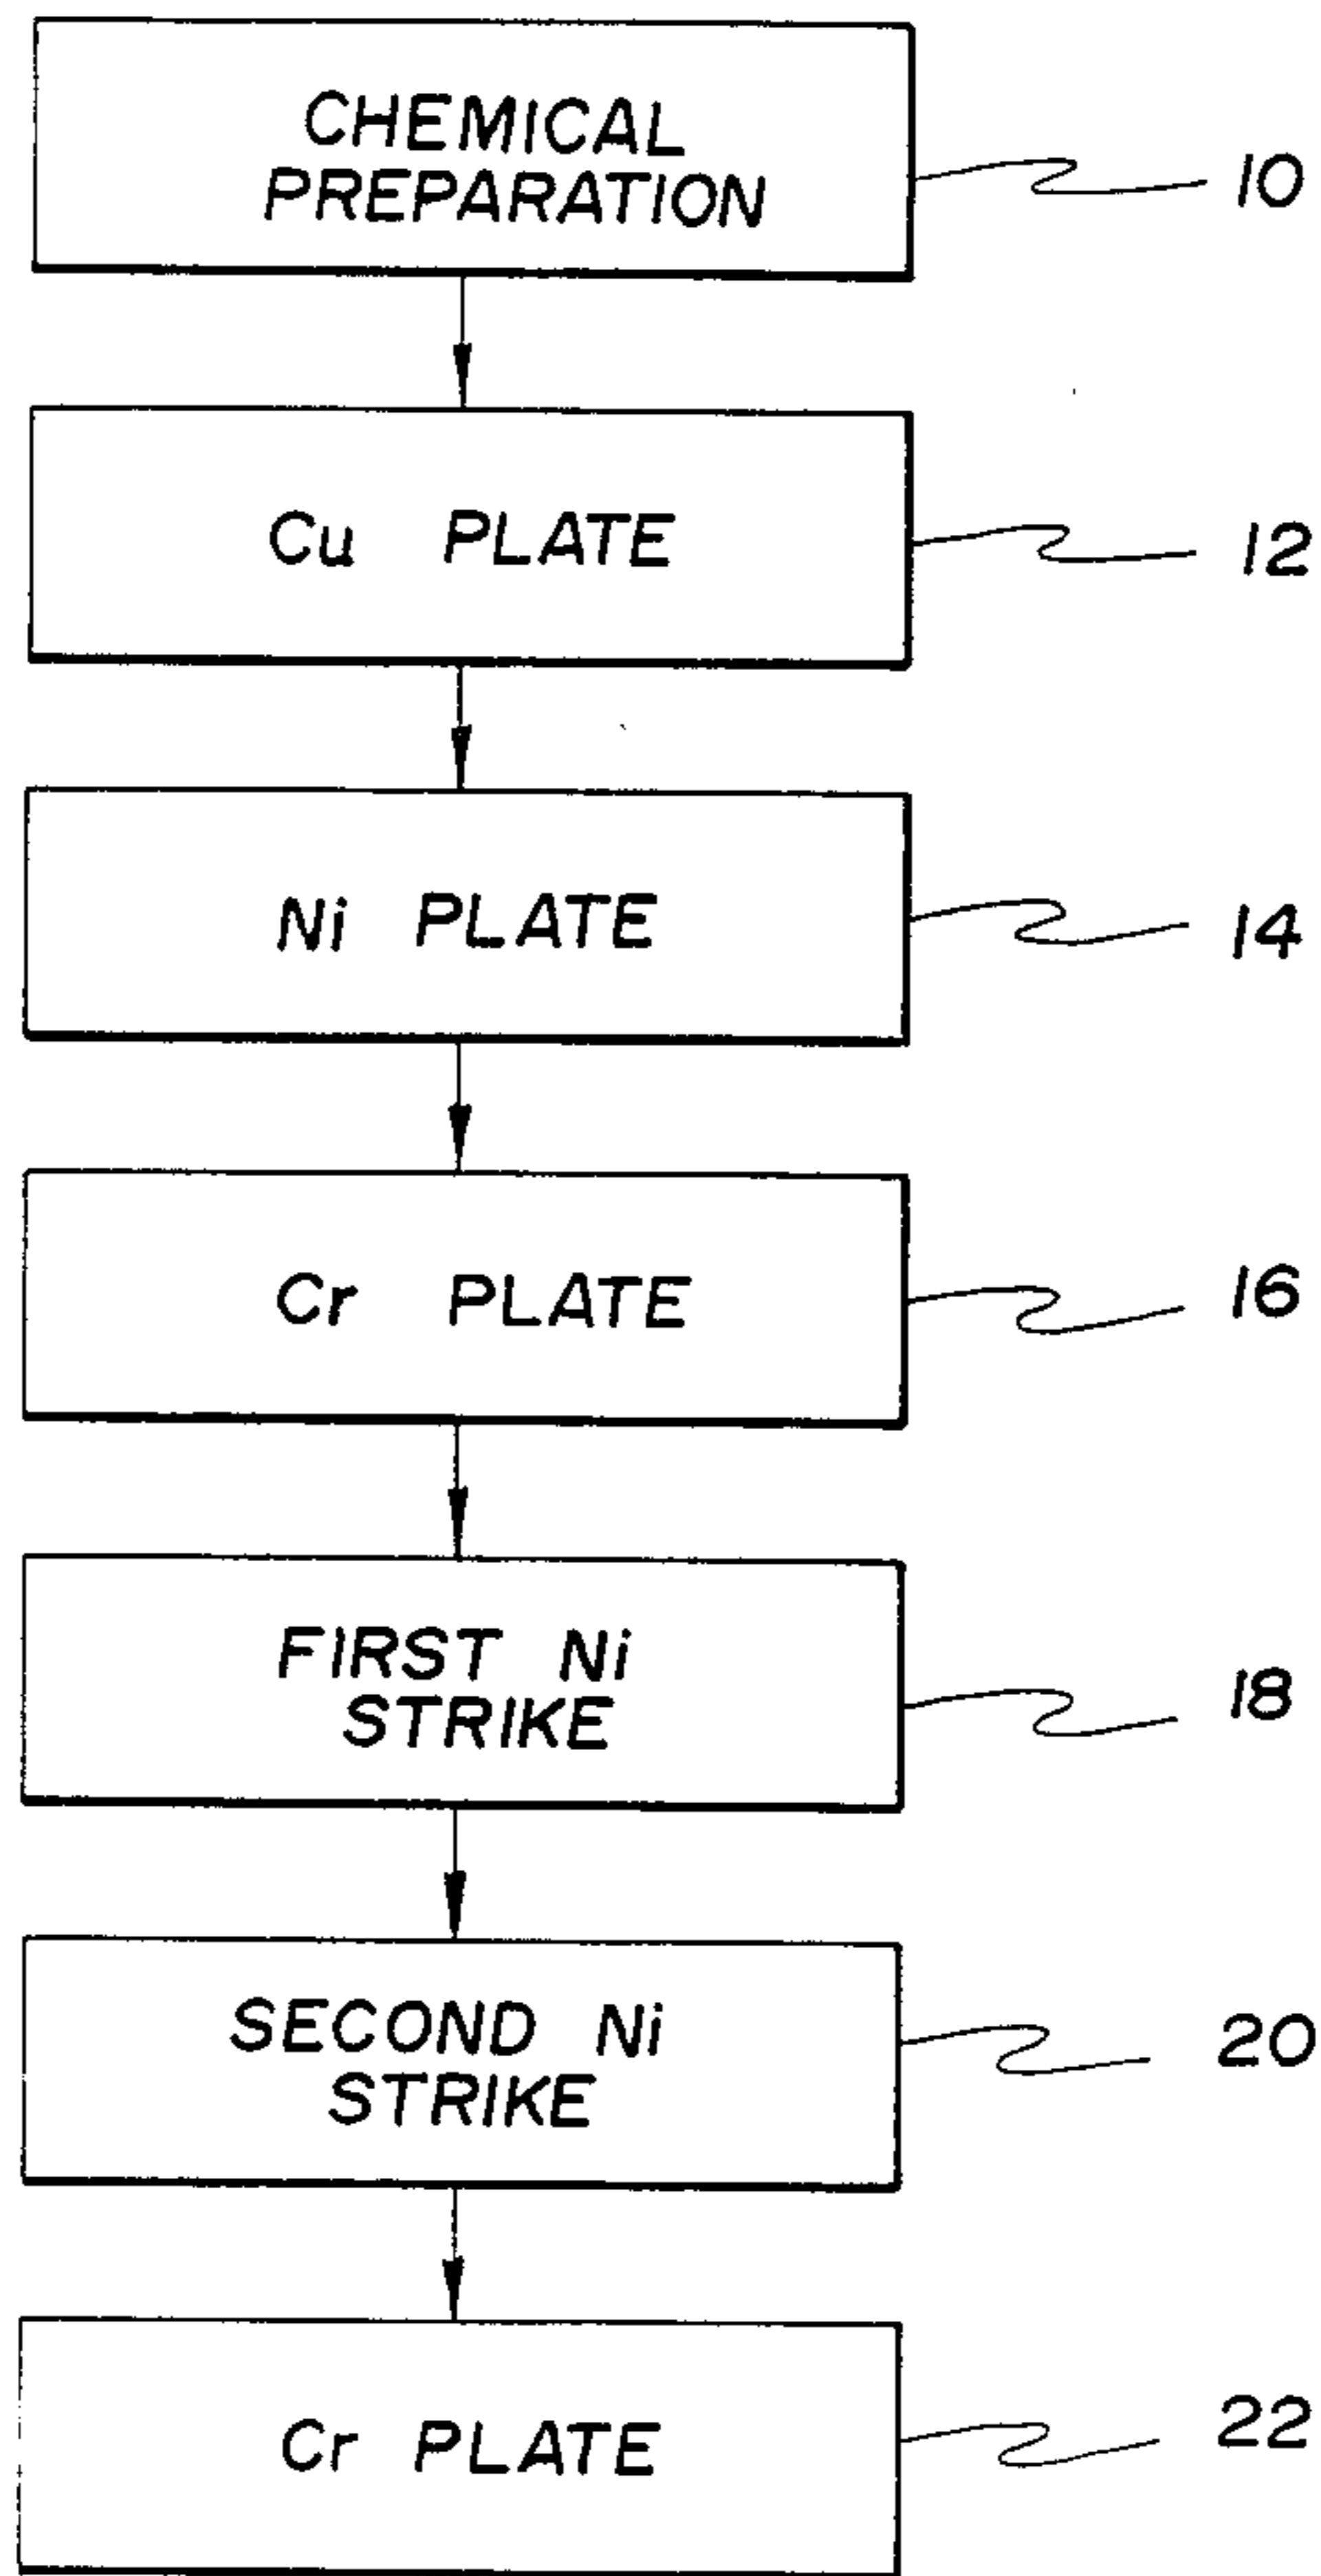 CHEMICAL
PREPARATION
10
Cu PLATE
12
Ni PLATE
14
Cr PLATE
16
FIRST Ni
STRIKE
18
SECOND Ni
STRIKE
20
Cr PLATE
22